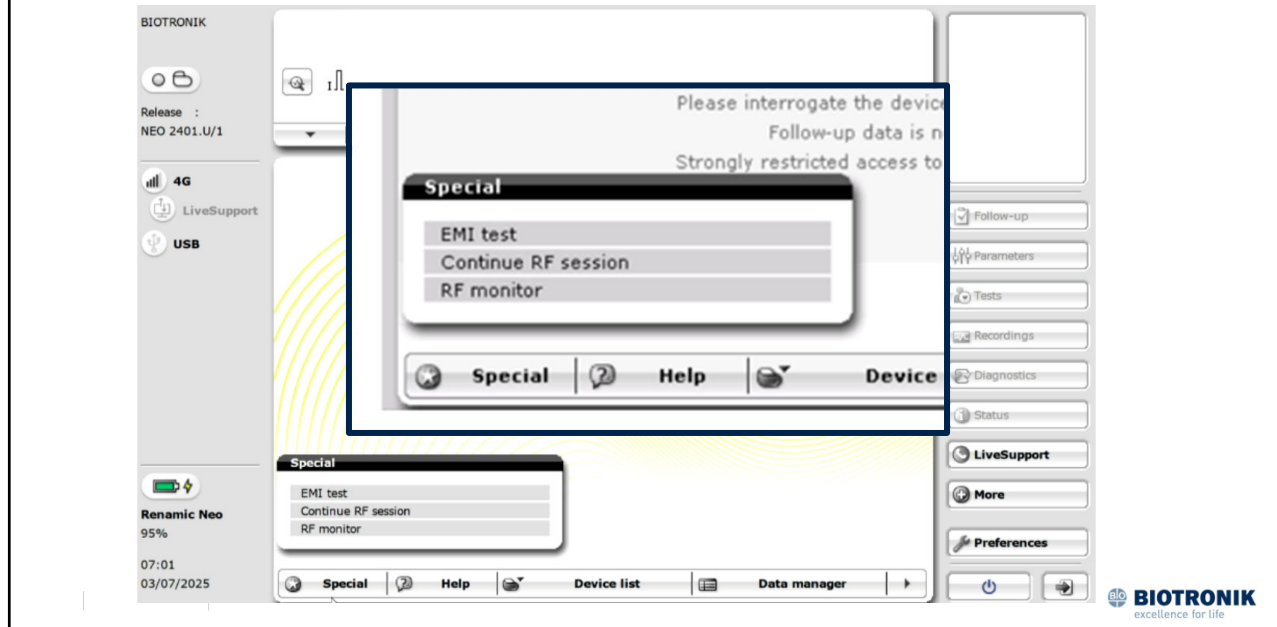 BIOTRONIK
Release :
NEO 2401.U/1
4G
LiveSupport
USB
Renamic Neo
95%
07:01
03/07/2025
Please interrogate the device
Follow-up data is
Strongly restricted access to
Special
EMI test
Continue RF session
RF monitor
Special Help Device
Special
EMI test
Continue RF session
RF monitor
Special Help Device list Data manager
Follow-up
Parameters
Tests
Recordings
Diagnostics
Status
LiveSupport
More
Preferences
BIO BIOTRONIK
excellence for life